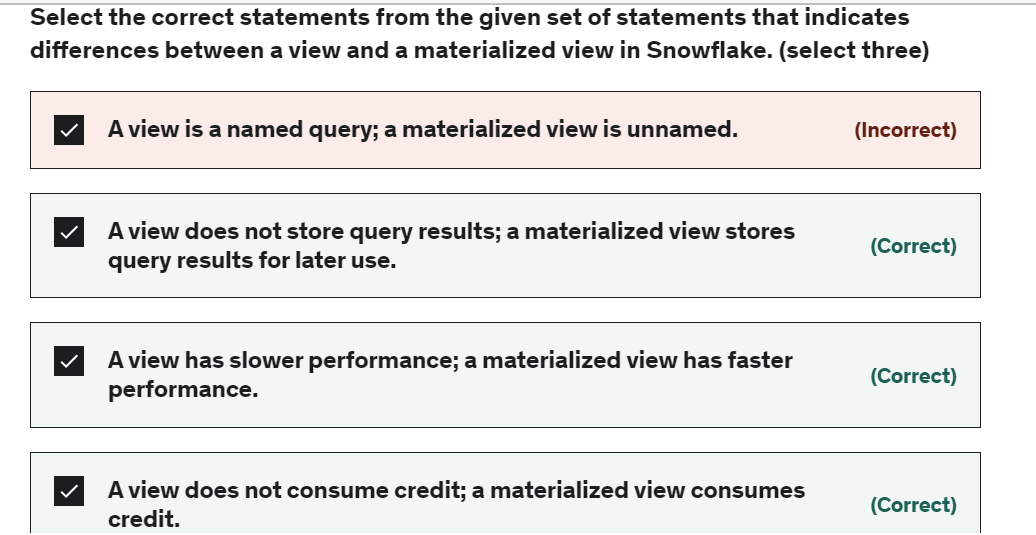 Select the correct statements from the given set of statements that indicates
differences between a view and a materialized view in Snowflake. (select three)
A view is a named query; a materialized view is unnamed.
(Incorrect)
A view does not store query results; a materialized view stores
query results for later use.
(Correct)
A view has slower performance; a materialized view has faster
performance.
(Correct)
A view does not consume credit; a materialized view consumes
credit.
(Correct)